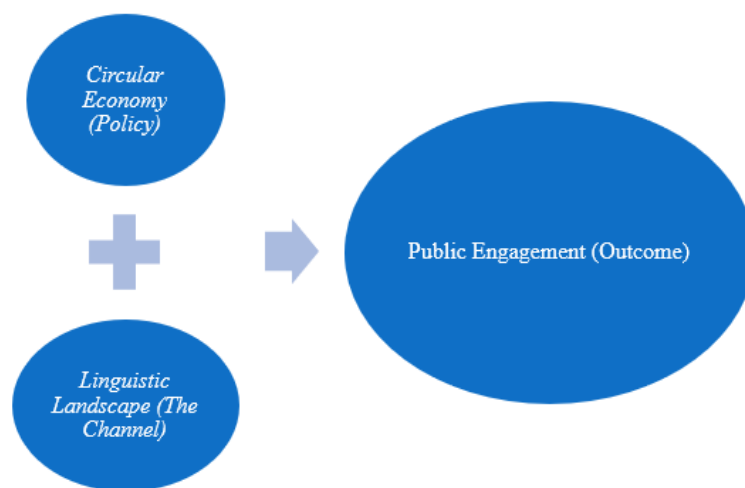 Circular
Economy
(Policy)
Linguistic
Landscape (The
Channel)
Public Engagement (Outcome)